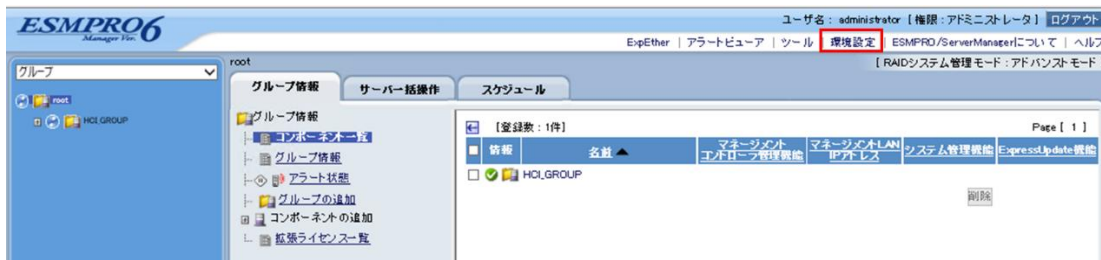 ESMPRO6
Manager Ver.
ユーザ名: administrator 【権限:アドミニストレータ】 ログアウト
ExpEther | アラートビューア | ツール | 環境設定 | ESMPRO/ServerManagerについて | ヘルプ
グループ
root
[ RAIDシステム管理モード:アドバンストモード
グループ情報 サーバー括操作 スケジュール
root
HCI_GROUP
グループ情報
コンポーネント一覧
グループ情報
アラート状態
グループの追加
コンポーネントの追加
拡張ライセンス一覧
[登録数:1件] Page [ 1 ]
情報 名前▲ マネージメントコントローラ管理機能 マネージメントLAN IPアドレス システム管理機能 ExpressUpdate機能
HCI_GROUP
削除